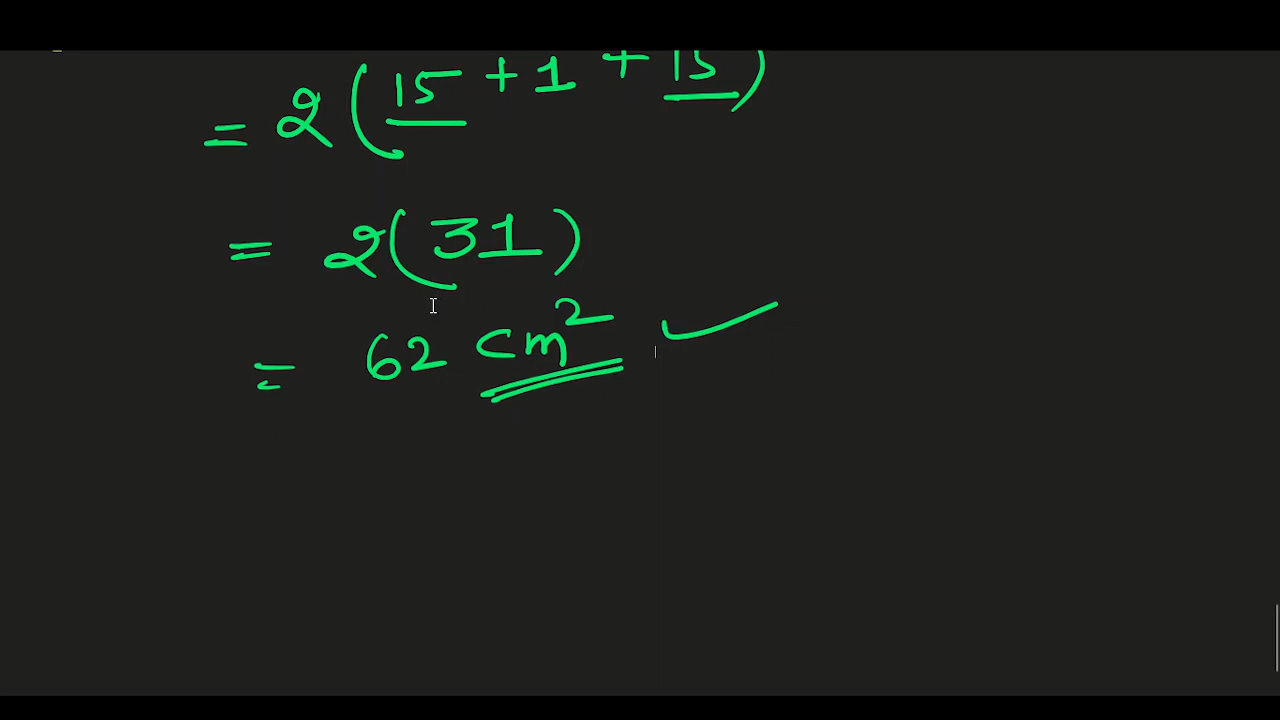 = 2(15 + 1 + 15)
= 2(31)
= 62 cm²